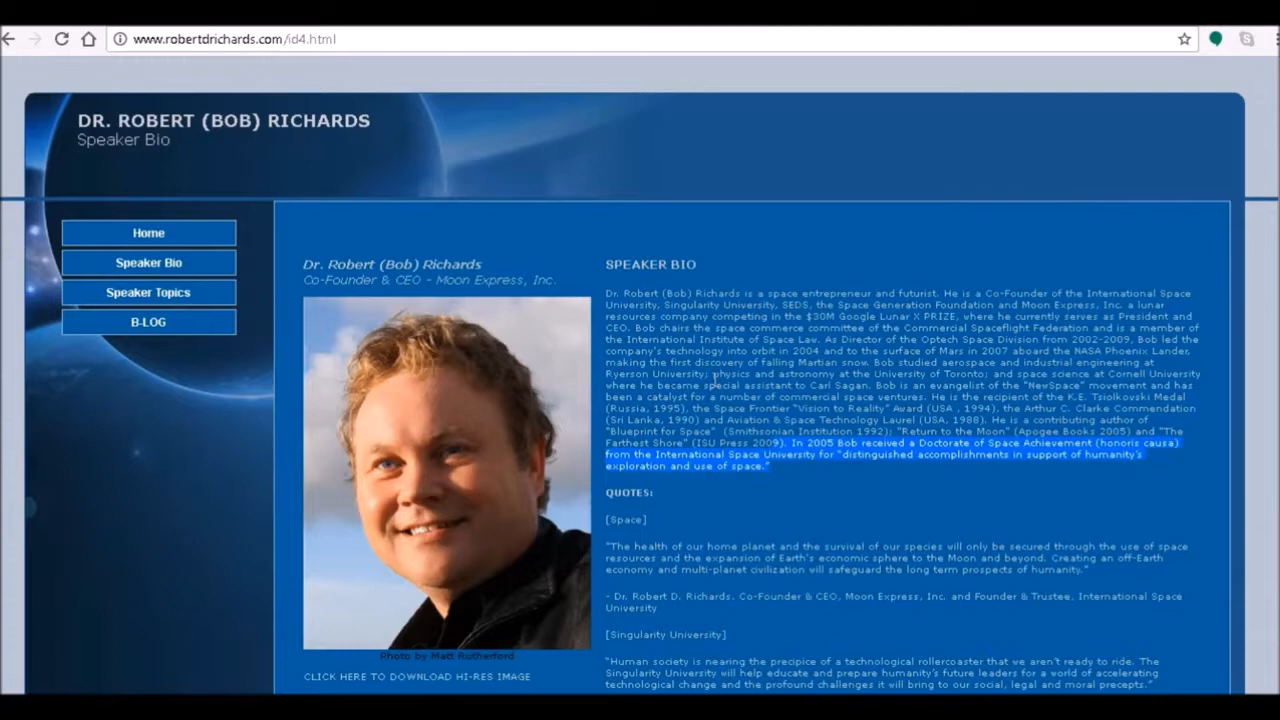 www.robertdrichards.com/id4.html
DR. ROBERT (BOB) RICHARDS
Speaker Bio
Home
Speaker Bio
Speaker Topics
B-LOG
Dr. Robert (Bob) Richards
Co-Founder & CEO - Moon Express, Inc.
Photo by Matt Rutherford
CLICK HERE TO DOWNLOAD HI-RES IMAGE
SPEAKER BIO
Dr. Robert (Bob) Richards is a space entrepreneur and futurist. He is a Co-Founder of the International Space
University, Singularity University, SEDS, the Space Generation Foundation and Moon Express, Inc. a lunar
resources company competing in the $30M Google Lunar X PRIZE, where he currently serves as President and
CEO. Bob chairs the space commerce committee of the Commercial Spaceflight Federation and is a member of
the International Institute of Space Law. As Director of the Optech Space Division from 2002-2009, Bob led the
company's technology into orbit in 2004 and to the surface of Mars in 2007 aboard the NASA Phoenix Lander,
making the first discovery of falling Martian snow. Bob studied aerospace and industrial engineering at
Ryerson University; physics and astronomy at the University of Toronto; and space science at Cornell University
where he became special assistant to Carl Sagan. Bob is an evangelist of the "NewSpace" movement and has
been a catalyst for a number of commercial space ventures. He is the recipient of the K.E. Tsiolkovski Medal
(Russia, 1995), the Space Frontier "Vision to Reality" Award (USA , 1994), the Arthur C. Clarke Commendation
(Sri Lanka, 1990) and Aviation & Space Technology Laurel (USA, 1988). He is a contributing author of
"Blueprint for Space" (Smithsonian Institution 1992); "Return to the Moon" (Apogee Books 2005) and "The
Farthest Shore" (ISU Press 2009). In 2005 Bob received a Doctorate of Space Achievement (honoris causa)
from the International Space University for "distinguished accomplishments in support of humanity's
exploration and use of space."
QUOTES:
[Space]
"The health of our home planet and the survival of our species will only be secured through the use of space
resources and the expansion of Earth's economic sphere to the Moon and beyond. Creating an off-Earth
economy and multi-planet civilization will safeguard the long term prospects of humanity."
- Dr. Robert D. Richards. Co-Founder & CEO, Moon Express, Inc. and Founder & Trustee, International Space
University
[Singularity University]
"Human society is nearing the precipice of a technological rollercoaster that we aren't ready to ride. The
Singularity University will help educate and prepare humanity's future leaders for a world of accelerating
technological change and the profound challenges it will bring to our social, legal and moral precepts."